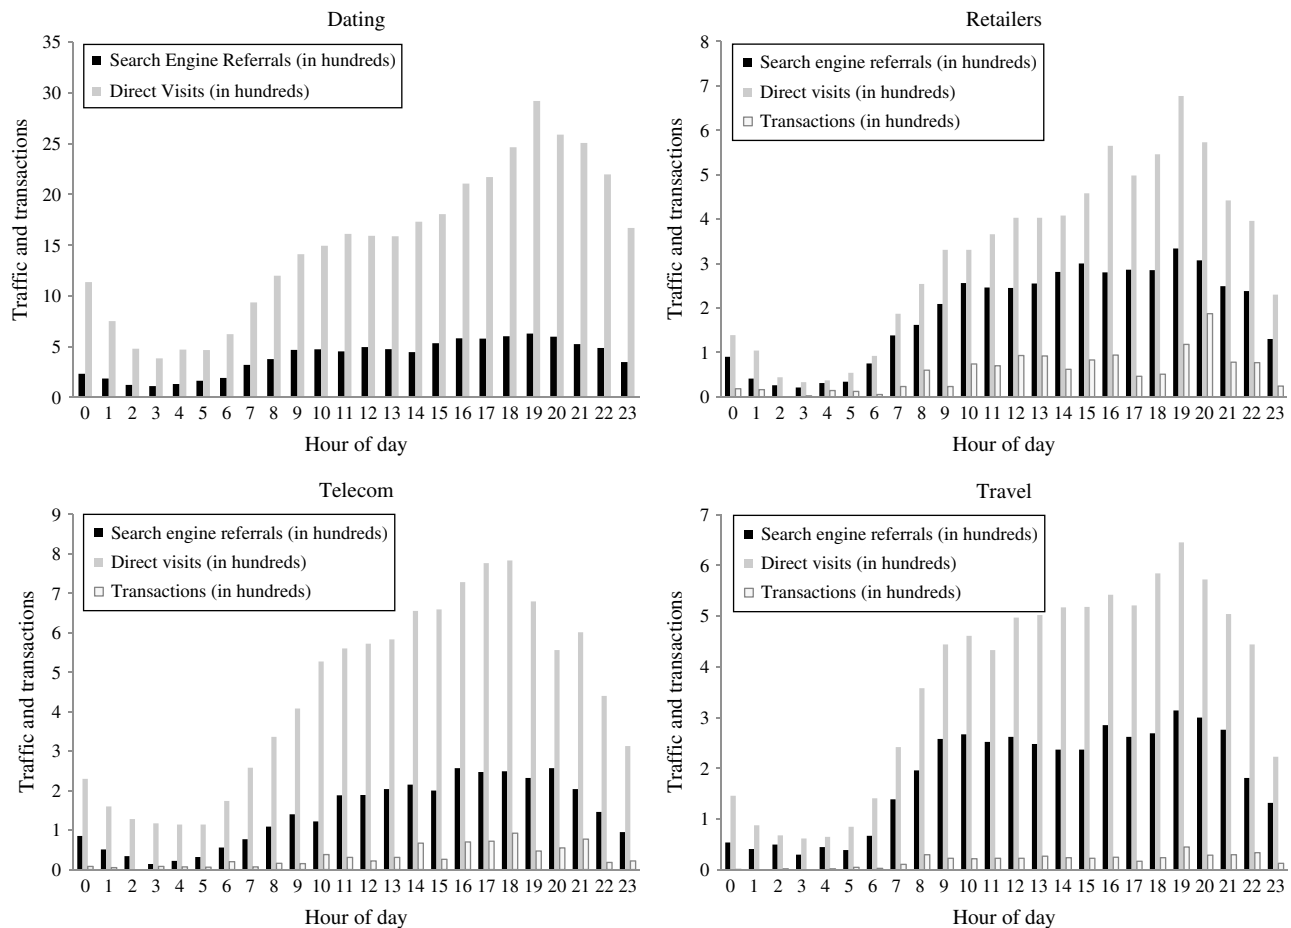 Dating
35
30
25
20
15
10
5
0
Traffic and transactions
Search Engine Referrals (in hundreds)
Direct Visits (in hundreds)
0 1 2 3 4 5 6 7 8 9 10 11 12 13 14 15 16 17 18 19 20 21 22 23
Hour of day
Retailers
8
7
6
5
4
3
2
1
0
Traffic and transactions
Search engine referrals (in hundreds)
Direct visits (in hundreds)
Transactions (in hundreds)
0 1 2 3 4 5 6 7 8 9 10 11 12 13 14 15 16 17 18 19 20 21 22 23
Hour of day
Telecom
9
8
7
6
5
4
3
2
1
0
Traffic and transactions
Search engine referrals (in hundreds)
Direct visits (in hundreds)
Transactions (in hundreds)
0 1 2 3 4 5 6 7 8 9 10 11 12 13 14 15 16 17 18 19 20 21 22 23
Hour of day
Travel
7
6
5
4
3
2
1
0
Traffic and transactions
Search engine referrals (in hundreds)
Direct visits (in hundreds)
Transactions (in hundreds)
0 1 2 3 4 5 6 7 8 9 10 11 12 13 14 15 16 17 18 19 20 21 22 23
Hour of day